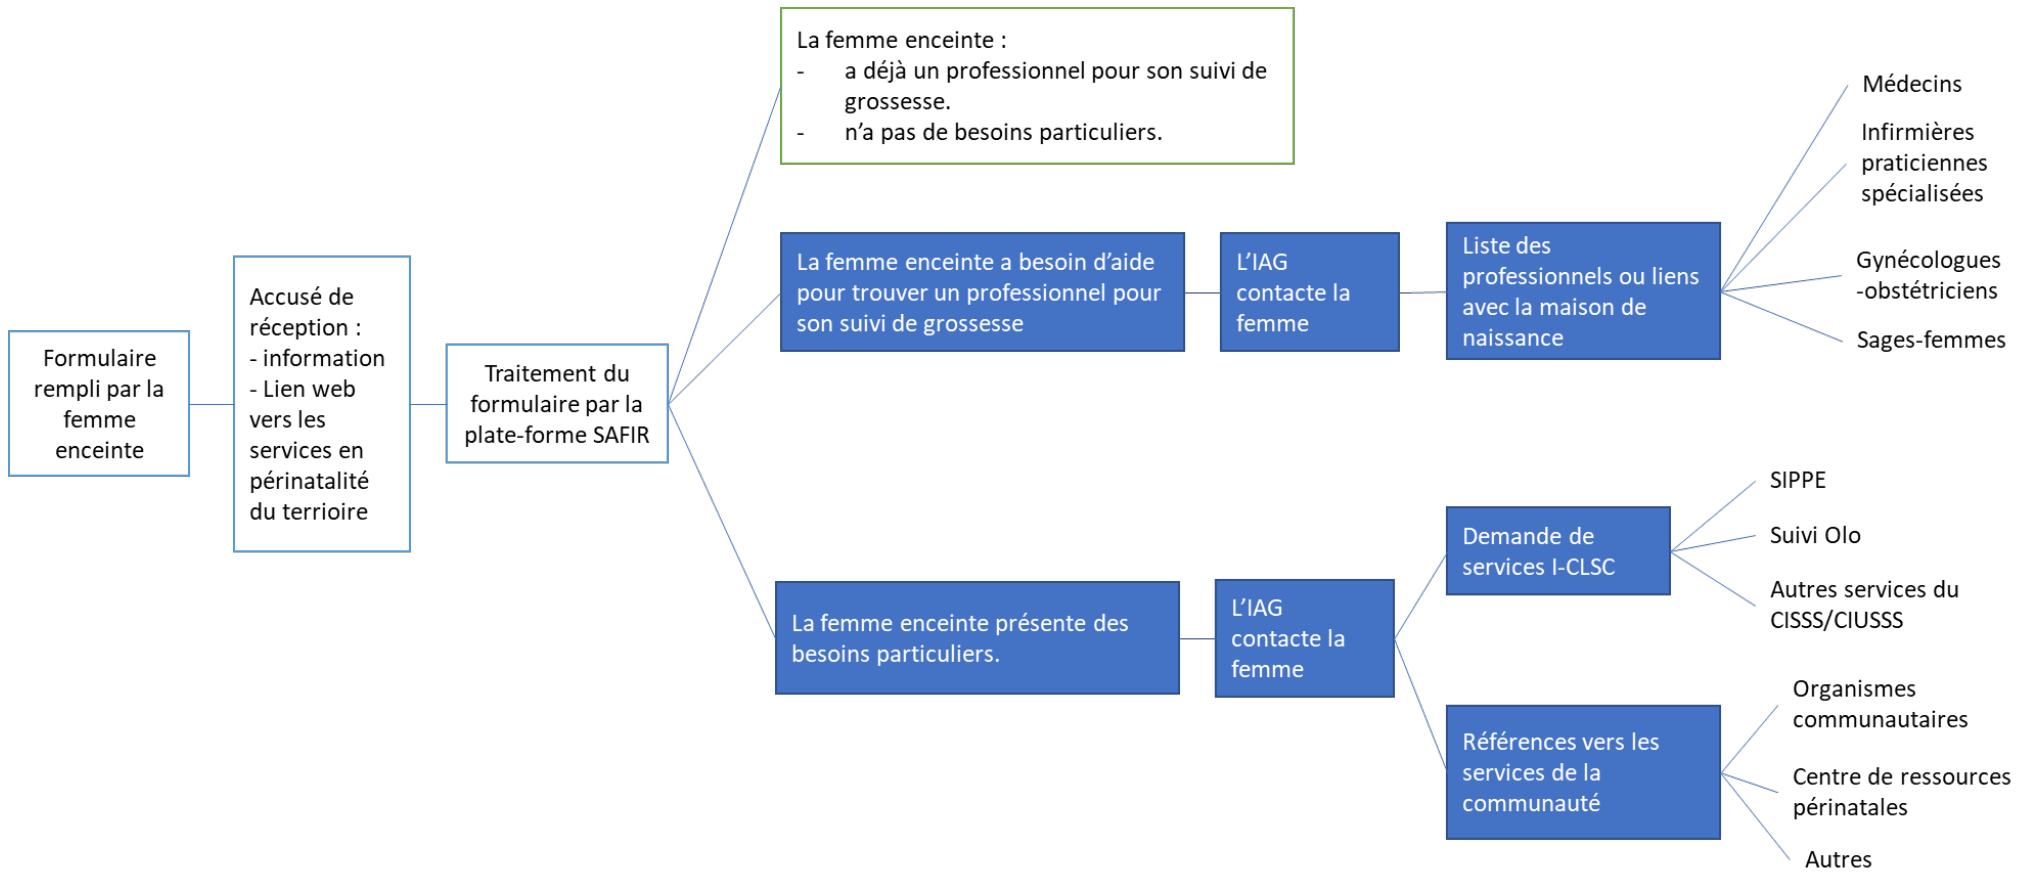 Formulaire
rempli par la
femme
enceinte
Accusé de
réception :
- information
- Lien web
vers les
services en
périnatalité
du terrioire
Traitement du
formulaire par la
plate-forme SAFIR
La femme enceinte :
- a déjà un professionnel pour son suivi de
grossesse.
- n’a pas de besoins particuliers.
La femme enceinte a besoin d’aide
pour trouver un professionnel pour
son suivi de grossesse
L’IAG
contacte la
femme
Liste des
professionnels ou liens
avec la maison de
naissance
Médecins
Infirmières
praticiennes
spécialisées
Gynécologues
-obstétriciens
Sages-femmes
La femme enceinte présente des
besoins particuliers.
L’IAG
contacte la
femme
Demande de
services I-CLSC
SIPPE
Suivi Olo
Autres services du
CISSS/CIUSSS
Références vers les
services de la
communauté
Organismes
communautaires
Centre de ressources
périnatales
Autres